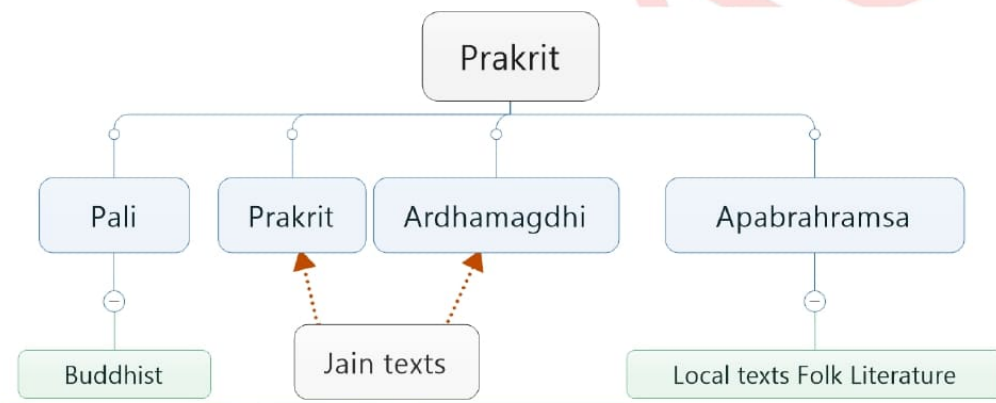 Prakrit
Pali
Prakrit
Ardhamagdhi
Apabrahramsa
Jain texts
Buddhist
Local texts Folk Literature